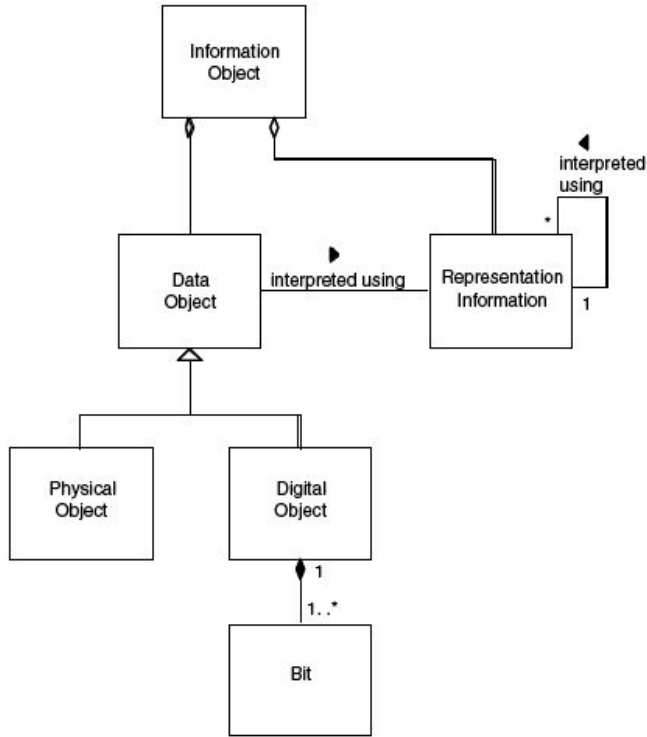 Information
Object
interpreted
using
*
Data
Object
interpreted using
Representation
Information
1
Physical
Object
Digital
Object
1
1. .*
Bit